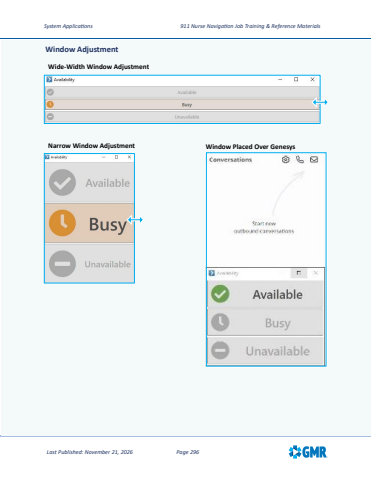 System Applications
911 Nurse Navigation Job Training & Reference Materials
Window Adjustment
Wide-Width Window Adjustment
Availability
Available
Busy
Unavailable
Narrow Window Adjustment
Availability
Available
Busy
Unavailable
Window Placed Over Genesys
Conversations
Start new
outbound conversations
Availability
Available
Busy
Unavailable
Last Published: November 21, 2026
Page 296
GMR